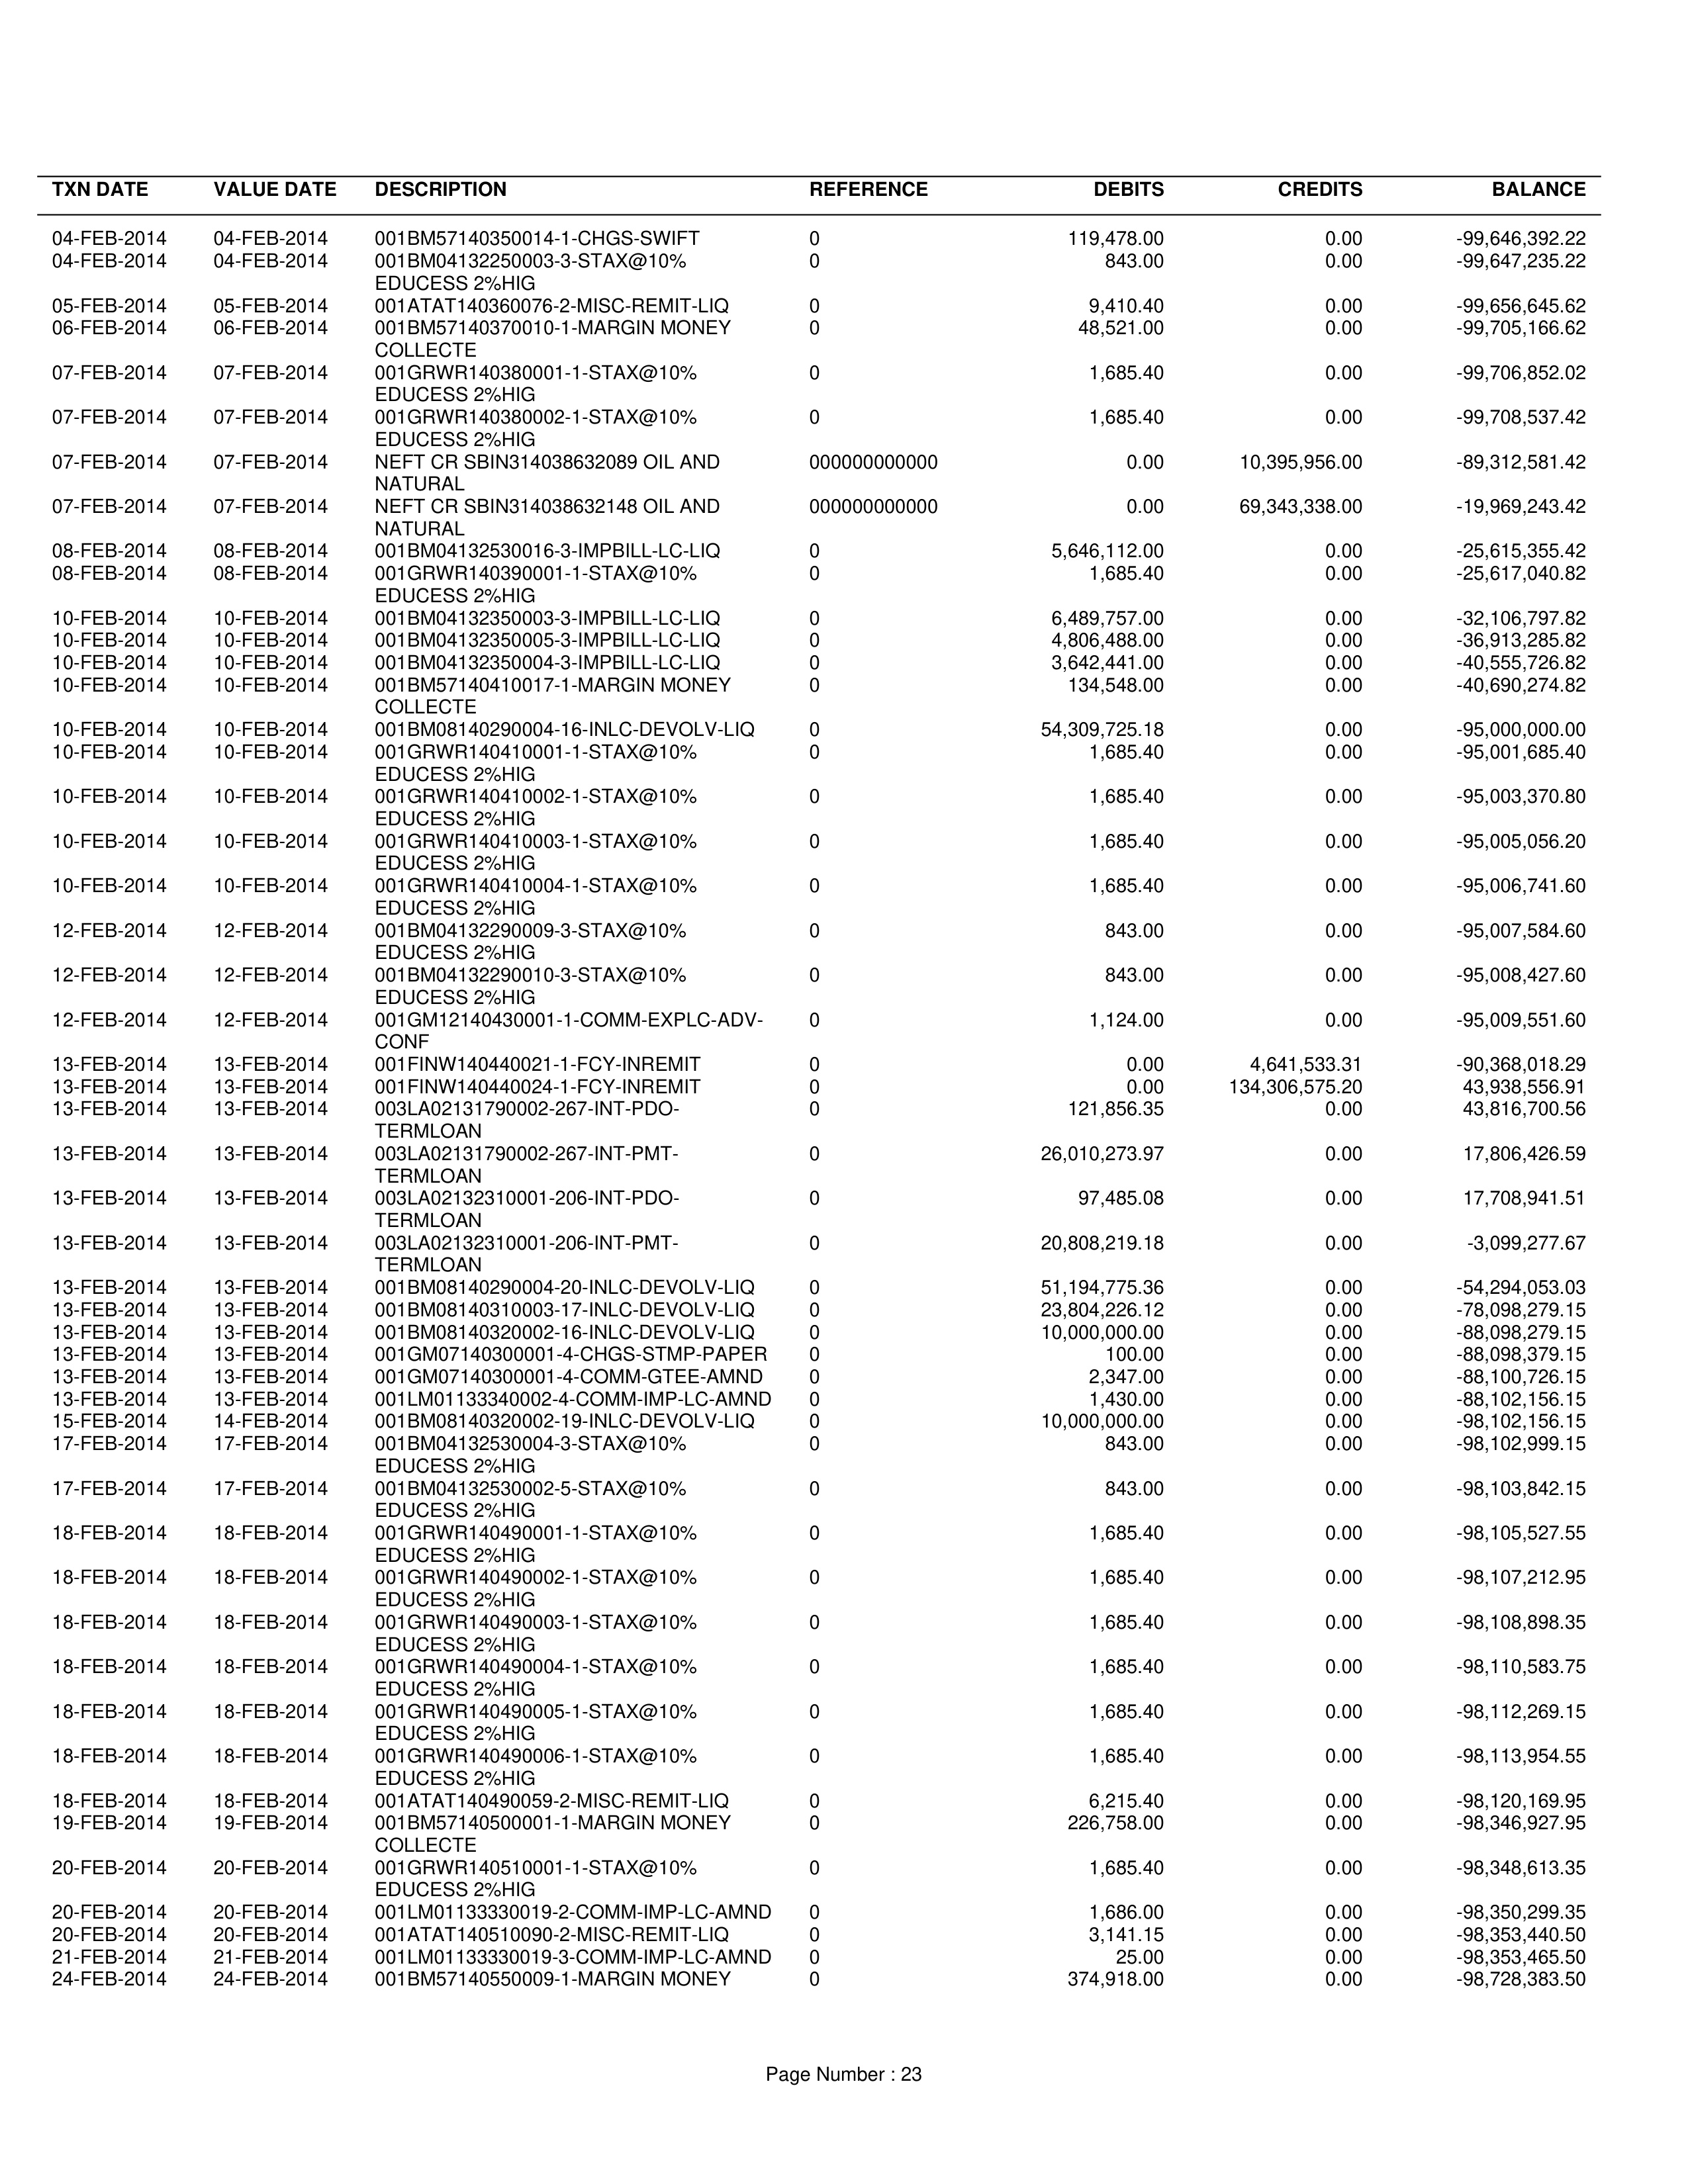 TXN DATE VALUE DATE DESCRIPTION REFERENCE DEBITS CREDITS BALANCE
04-FEB-2014 04-FEB-2014 001BM57140350014-1-CHGS-SWIFT 0 119,478.00 0.00 -99,646,392.22
04-FEB-2014 04-FEB-2014 001BM04132250003-3-STAX@10% 0 843.00 0.00 -99,647,235.22
EDUCESS 2%HIG
05-FEB-2014 05-FEB-2014 001ATAT140360076-2-MISC-REMIT-LIQ 0 9,410.40 0.00 -99,656,645.62
06-FEB-2014 06-FEB-2014 001BM57140370010-1-MARGIN MONEY 0 48,521.00 0.00 -99,705,166.62
COLLECTE
07-FEB-2014 07-FEB-2014 001GRWR140380001-1-STAX@10% 0 1,685.40 0.00 -99,706,852.02
EDUCESS 2%HIG
07-FEB-2014 07-FEB-2014 001GRWR140380002-1-STAX@10% 0 1,685.40 0.00 -99,708,537.42
EDUCESS 2%HIG
07-FEB-2014 07-FEB-2014 NEFT CR SBIN314038632089 OIL AND 000000000000 0.00 10,395,956.00 -89,312,581.42
NATURAL
07-FEB-2014 07-FEB-2014 NEFT CR SBIN314038632148 OIL AND 000000000000 0.00 69,343,338.00 -19,969,243.42
NATURAL
08-FEB-2014 08-FEB-2014 001BM04132530016-3-IMPBILL-LC-LIQ 0 5,646,112.00 0.00 -25,615,355.42
08-FEB-2014 08-FEB-2014 001GRWR140390001-1-STAX@10% 0 1,685.40 0.00 -25,617,040.82
EDUCESS 2%HIG
10-FEB-2014 10-FEB-2014 001BM04132350003-3-IMPBILL-LC-LIQ 0 6,489,757.00 0.00 -32,106,797.82
10-FEB-2014 10-FEB-2014 001BM04132350005-3-IMPBILL-LC-LIQ 0 4,806,488.00 0.00 -36,913,285.82
10-FEB-2014 10-FEB-2014 001BM04132350004-3-IMPBILL-LC-LIQ 0 3,642,441.00 0.00 -40,555,726.82
10-FEB-2014 10-FEB-2014 001BM57140410017-1-MARGIN MONEY 0 134,548.00 0.00 -40,690,274.82
COLLECTE
10-FEB-2014 10-FEB-2014 001BM08140290004-16-INLC-DEVOLV-LIQ 0 54,309,725.18 0.00 -95,000,000.00
10-FEB-2014 10-FEB-2014 001GRWR140410001-1-STAX@10% 0 1,685.40 0.00 -95,001,685.40
EDUCESS 2%HIG
10-FEB-2014 10-FEB-2014 001GRWR140410002-1-STAX@10% 0 1,685.40 0.00 -95,003,370.80
EDUCESS 2%HIG
10-FEB-2014 10-FEB-2014 001GRWR140410003-1-STAX@10% 0 1,685.40 0.00 -95,005,056.20
EDUCESS 2%HIG
10-FEB-2014 10-FEB-2014 001GRWR140410004-1-STAX@10% 0 1,685.40 0.00 -95,006,741.60
EDUCESS 2%HIG
12-FEB-2014 12-FEB-2014 001BM04132290009-3-STAX@10% 0 843.00 0.00 -95,007,584.60
EDUCESS 2%HIG
12-FEB-2014 12-FEB-2014 001BM04132290010-3-STAX@10% 0 843.00 0.00 -95,008,427.60
EDUCESS 2%HIG
12-FEB-2014 12-FEB-2014 001GM12140430001-1-COMM-EXPLC-ADV- 0 1,124.00 0.00 -95,009,551.60
CONF
13-FEB-2014 13-FEB-2014 001FINW140440021-1-FCY-INREMIT 0 0.00 4,641,533.31 -90,368,018.29
13-FEB-2014 13-FEB-2014 001FINW140440024-1-FCY-INREMIT 0 0.00 134,306,575.20 43,938,556.91
13-FEB-2014 13-FEB-2014 003LA02131790002-267-INT-PDO- 0 121,856.35 0.00 43,816,700.56
TERMLOAN
13-FEB-2014 13-FEB-2014 003LA02131790002-267-INT-PMT- 0 26,010,273.97 0.00 17,806,426.59
TERMLOAN
13-FEB-2014 13-FEB-2014 003LA02132310001-206-INT-PDO- 0 97,485.08 0.00 17,708,941.51
TERMLOAN
13-FEB-2014 13-FEB-2014 003LA02132310001-206-INT-PMT- 0 20,808,219.18 0.00 -3,099,277.67
TERMLOAN
13-FEB-2014 13-FEB-2014 001BM08140290004-20-INLC-DEVOLV-LIQ 0 51,194,775.36 0.00 -54,294,053.03
13-FEB-2014 13-FEB-2014 001BM08140310003-17-INLC-DEVOLV-LIQ 0 23,804,226.12 0.00 -78,098,279.15
13-FEB-2014 13-FEB-2014 001BM08140320002-16-INLC-DEVOLV-LIQ 0 10,000,000.00 0.00 -88,098,279.15
13-FEB-2014 13-FEB-2014 001GM07140300001-4-CHGS-STMP-PAPER 0 100.00 0.00 -88,098,379.15
13-FEB-2014 13-FEB-2014 001GM07140300001-4-COMM-GTEE-AMND 0 2,347.00 0.00 -88,100,726.15
13-FEB-2014 13-FEB-2014 001LM01133340002-4-COMM-IMP-LC-AMND 0 1,430.00 0.00 -88,102,156.15
15-FEB-2014 14-FEB-2014 001BM08140320002-19-INLC-DEVOLV-LIQ 0 10,000,000.00 0.00 -98,102,156.15
17-FEB-2014 17-FEB-2014 001BM04132530004-3-STAX@10% 0 843.00 0.00 -98,102,999.15
EDUCESS 2%HIG
17-FEB-2014 17-FEB-2014 001BM04132530002-5-STAX@10% 0 843.00 0.00 -98,103,842.15
EDUCESS 2%HIG
18-FEB-2014 18-FEB-2014 001GRWR140490001-1-STAX@10% 0 1,685.40 0.00 -98,105,527.55
EDUCESS 2%HIG
18-FEB-2014 18-FEB-2014 001GRWR140490002-1-STAX@10% 0 1,685.40 0.00 -98,107,212.95
EDUCESS 2%HIG
18-FEB-2014 18-FEB-2014 001GRWR140490003-1-STAX@10% 0 1,685.40 0.00 -98,108,898.35
EDUCESS 2%HIG
18-FEB-2014 18-FEB-2014 001GRWR140490004-1-STAX@10% 0 1,685.40 0.00 -98,110,583.75
EDUCESS 2%HIG
18-FEB-2014 18-FEB-2014 001GRWR140490005-1-STAX@10% 0 1,685.40 0.00 -98,112,269.15
EDUCESS 2%HIG
18-FEB-2014 18-FEB-2014 001GRWR140490006-1-STAX@10% 0 1,685.40 0.00 -98,113,954.55
EDUCESS 2%HIG
18-FEB-2014 18-FEB-2014 001ATAT140490059-2-MISC-REMIT-LIQ 0 6,215.40 0.00 -98,120,169.95
19-FEB-2014 19-FEB-2014 001BM57140500001-1-MARGIN MONEY 0 226,758.00 0.00 -98,346,927.95
COLLECTE
20-FEB-2014 20-FEB-2014 001GRWR140510001-1-STAX@10% 0 1,685.40 0.00 -98,348,613.35
EDUCESS 2%HIG
20-FEB-2014 20-FEB-2014 001LM01133330019-2-COMM-IMP-LC-AMND 0 1,686.00 0.00 -98,350,299.35
20-FEB-2014 20-FEB-2014 001ATAT140510090-2-MISC-REMIT-LIQ 0 3,141.15 0.00 -98,353,440.50
21-FEB-2014 21-FEB-2014 001LM01133330019-3-COMM-IMP-LC-AMND 0 25.00 0.00 -98,353,465.50
24-FEB-2014 24-FEB-2014 001BM57140550009-1-MARGIN MONEY 0 374,918.00 0.00 -98,728,383.50
Page Number : 23